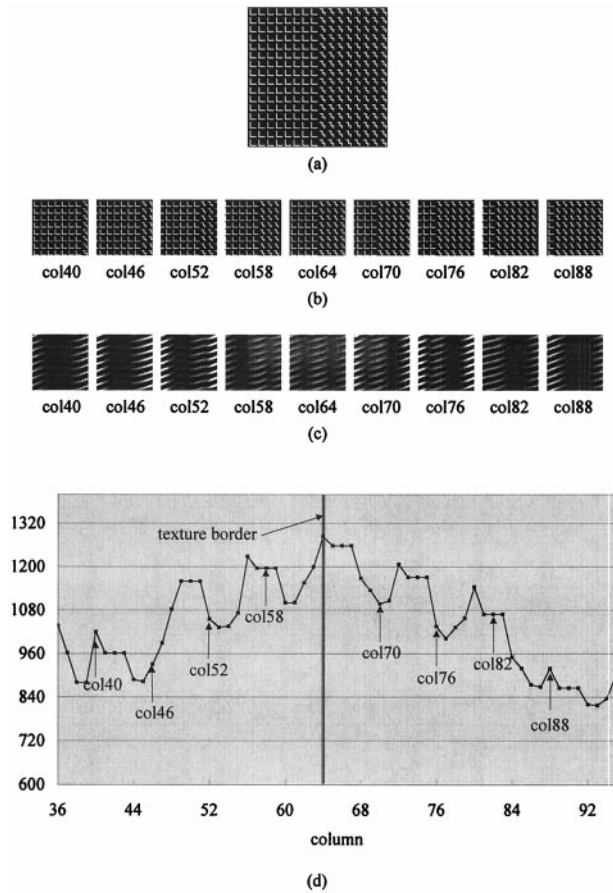 (a)
col40 col46 col52 col58 col64 col70 col76 col82 col88
(b)
col40 col46 col52 col58 col64 col70 col76 col82 col88
(c)
1320
texture border
1200
1080
col58
col70
960
col52
col82
col40
col76
840
col46
col88
720
600
36 44 52 60 68 76 84 92
column
(d)